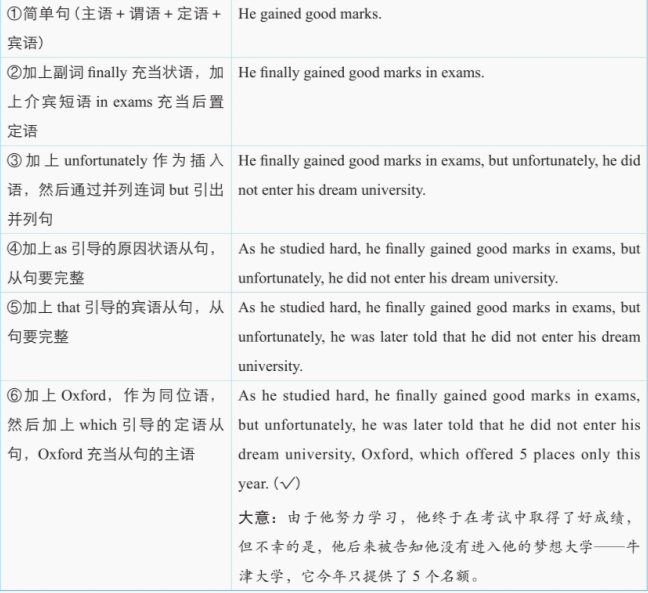 ①简单句（主语＋谓语＋定语＋
宾语）
He gained good marks.
②加上副词 finally 充当状语，加
上介宾短语 in exams 充当后置
定语
He finally gained good marks in exams.
③加上 unfortunately 作为插入
语，然后通过并列连词 but 引出
并列句
He finally gained good marks in exams, but unfortunately, he did
not enter his dream university.
④加上as 引导的原因状语从句，
从句要完整
As he studied hard, he finally gained good marks in exams, but
unfortunately, he did not enter his dream university.
⑤加上 that 引导的宾语从句，从
句要完整
As he studied hard, he finally gained good marks in exams, but
unfortunately, he was later told that he did not enter his dream
university.
⑥加上 Oxford，作为同位语，
然后加上 which 引导的定语从
句，Oxford 充当从句的主语
As he studied hard, he finally gained good marks in exams,
but unfortunately, he was later told that he did not enter his
dream university, Oxford, which offered 5 places only this
year. (✓)
大意：由于他努力学习，他终于在考试中取得了好成绩，
但不幸的是，他后来被告知他没有进入他的梦想大学——牛
津大学，它今年只提供了 5 个名额。